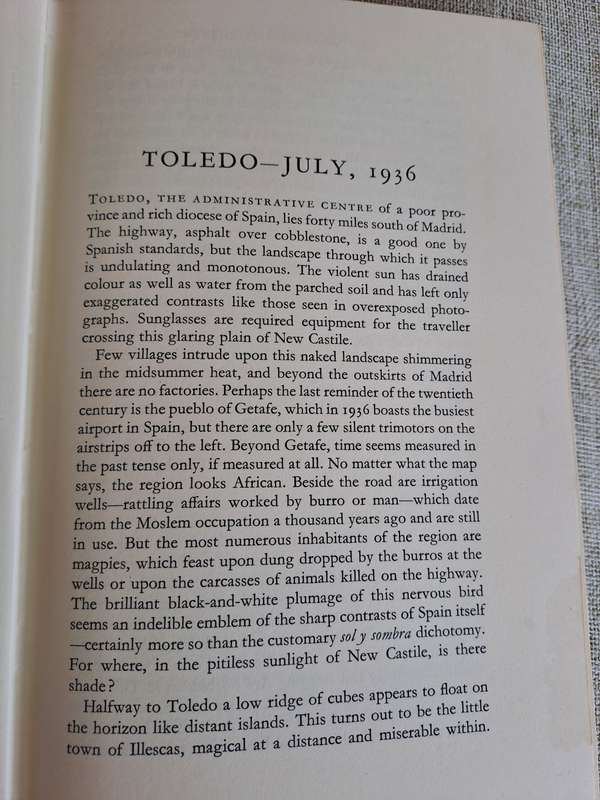 TOLEDO—JULY, 1936
TOLEDO, THE ADMINISTRATIVE CENTRE of a poor pro-
vince and rich diocese of Spain, lies forty miles south of Madrid.
The highway, asphalt over cobblestone, is a good one by
Spanish standards, but the landscape through which it passes
is undulating and monotonous. The violent sun has drained
colour as well as water from the parched soil and has left only
exaggerated contrasts like those seen in overexposed photo-
graphs. Sunglasses are required equipment for the traveller
crossing this glaring plain of New Castile.
Few villages intrude upon this naked landscape shimmering
in the midsummer heat, and beyond the outskirts of Madrid
there are no factories. Perhaps the last reminder of the twentieth
century is the pueblo of Getafe, which in 1936 boasts the busiest
airport in Spain, but there are only a few silent trimotors on the
airstrips off to the left. Beyond Getafe, time seems measured in
the past tense only, if measured at all. No matter what the map
says, the region looks African. Beside the road are irrigation
wells—rattling affairs worked by burro or man—which date
from the Moslem occupation a thousand years ago and are still
in use. But the most numerous inhabitants of the region are
magpies, which feast upon dung dropped by the burros at the
wells or upon the carcasses of animals killed on the highway.
The brilliant black-and-white plumage of this nervous bird
seems an indelible emblem of the sharp contrasts of Spain itself
—certainly more so than the customary sol y sombra dichotomy.
For where, in the pitiless sunlight of New Castile, is there
shade?
Halfway to Toledo a low ridge of cubes appears to float on
the horizon like distant islands. This turns out to be the little
town of Illescas, magical at a distance and miserable within.